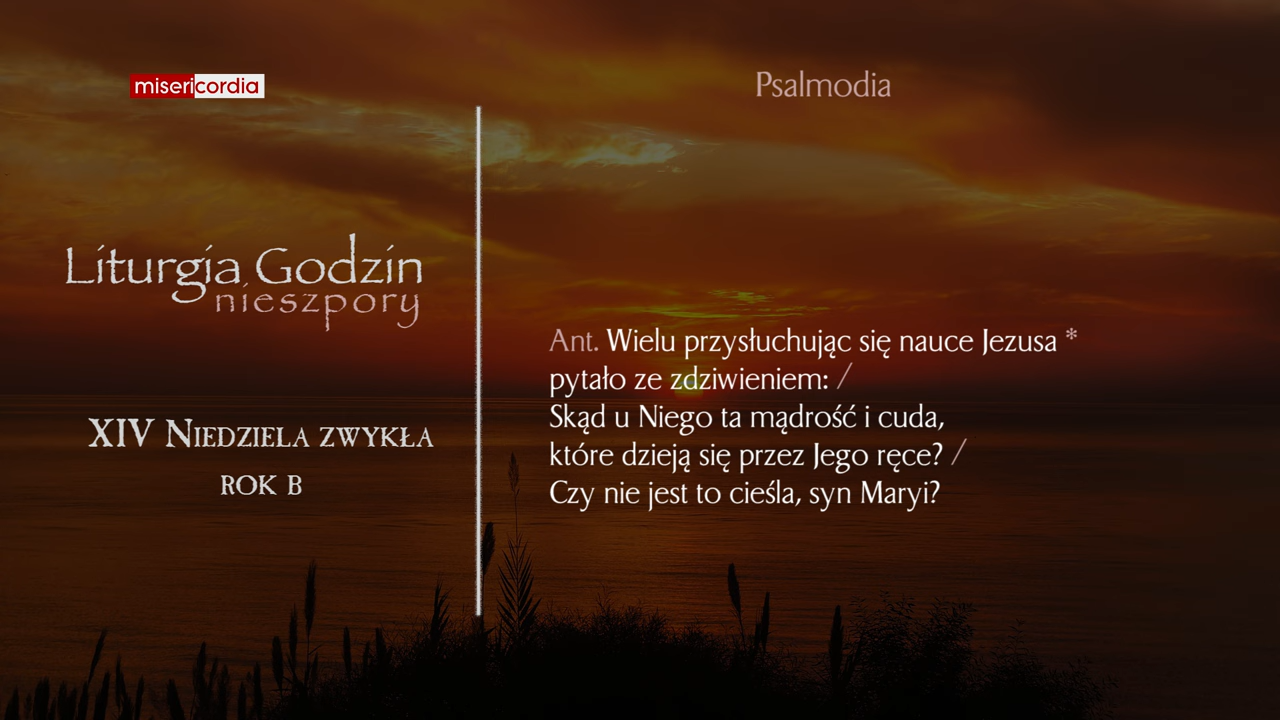 misericordia
Liturgia Godzin
nieszpory
XIV Niedziela zwykła
rok B
Psalmodia
Ant. Wielu przysłuchując się nauce Jezusa *
pytało ze zdziwieniem: /
Skąd u Niego ta mądrość i cuda,
które dzieją się przez Jego ręce? /
Czy nie jest to cieśla, syn Maryi?